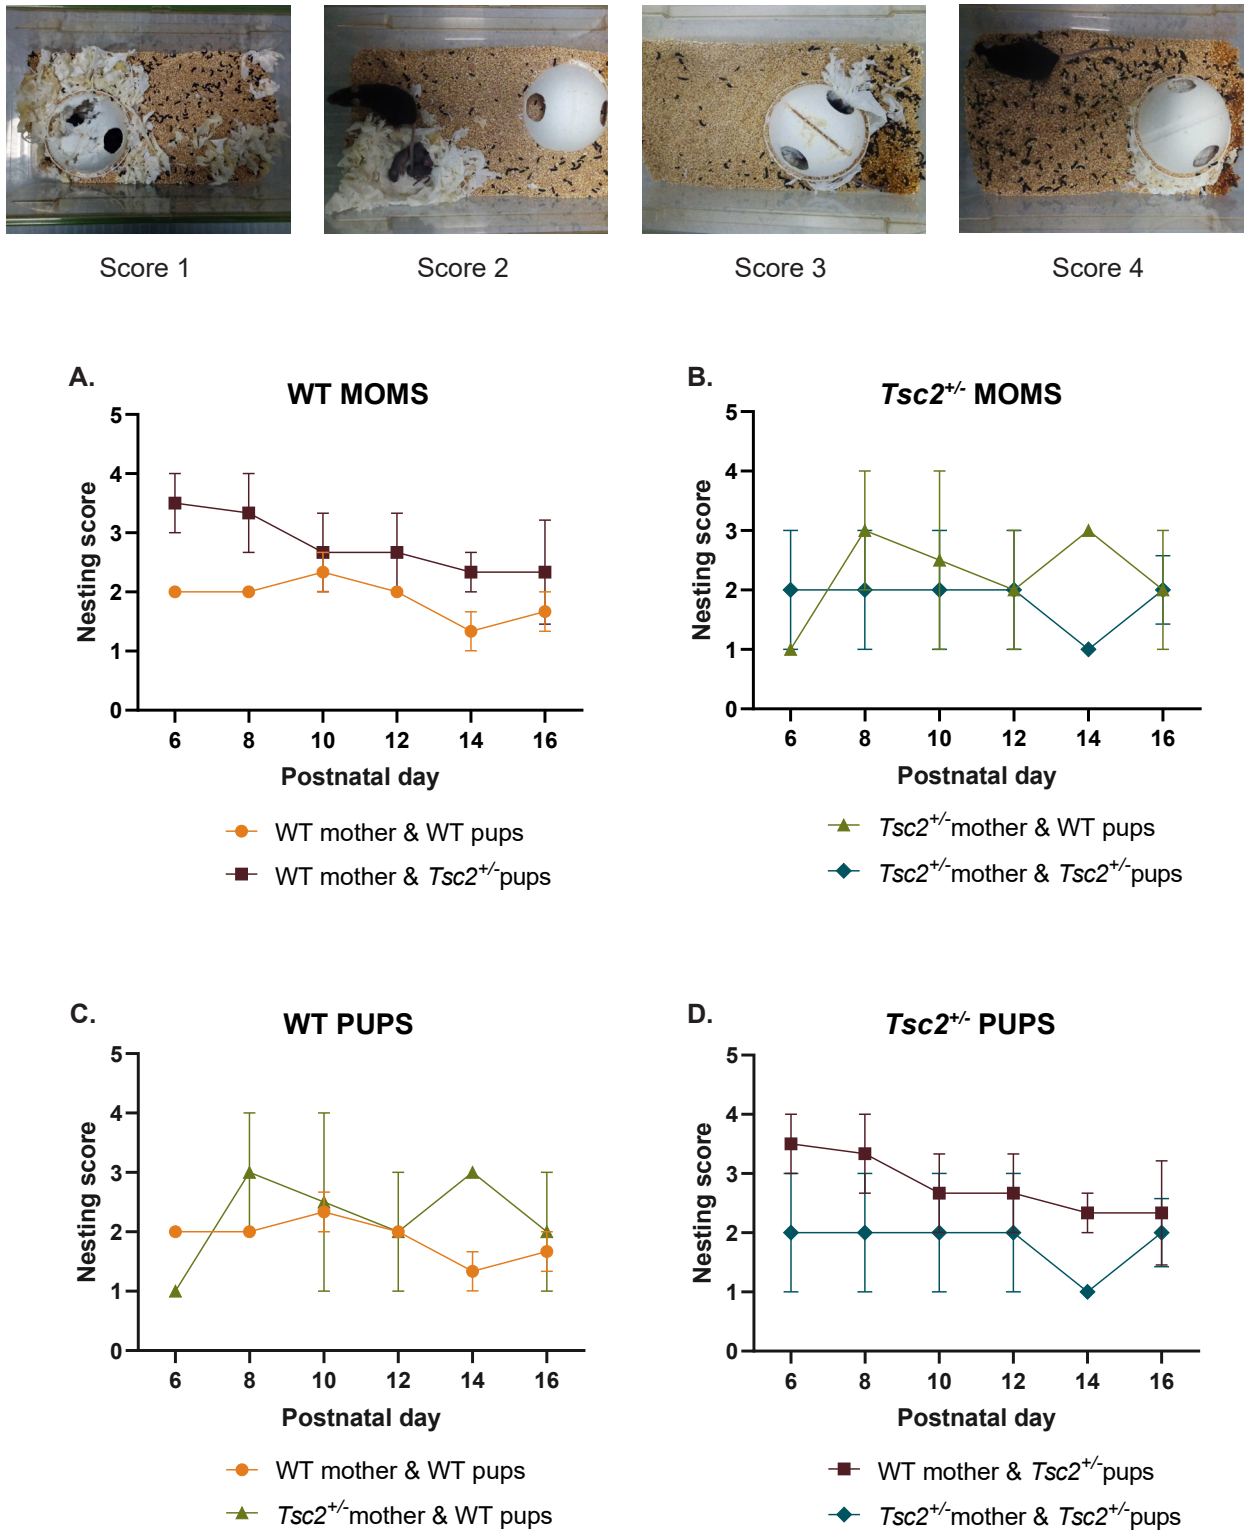 Score 1
Score 2
Score 3
Score 4
A.
WT MOMS
Nesting score
5
4
3
2
1
0
6 8 10 12 14 16
Postnatal day
WT mother & WT pups
WT mother & Tsc2+/-pups
B.
Tsc2+/- MOMS
Nesting score
5
4
3
2
1
0
6 8 10 12 14 16
Postnatal day
Tsc2+/-mother & WT pups
Tsc2+/-mother & Tsc2+/-pups
C.
WT PUPS
Nesting score
5
4
3
2
1
0
6 8 10 12 14 16
Postnatal day
WT mother & WT pups
Tsc2+/-mother & WT pups
D.
Tsc2+/- PUPS
Nesting score
5
4
3
2
1
0
6 8 10 12 14 16
Postnatal day
WT mother & Tsc2+/-pups
Tsc2+/-mother & Tsc2+/-pups